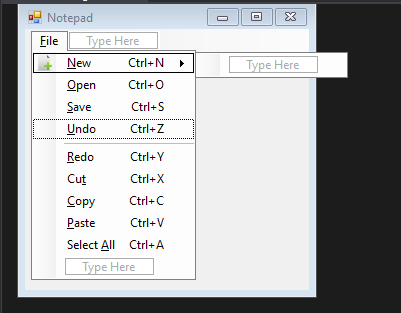 Notepad
File Type Here
New Ctrl+N Type Here
Open Ctrl+O
Save Ctrl+S
Undo Ctrl+Z
Redo Ctrl+Y
Cut Ctrl+X
Copy Ctrl+C
Paste Ctrl+V
Select All Ctrl+A
Type Here